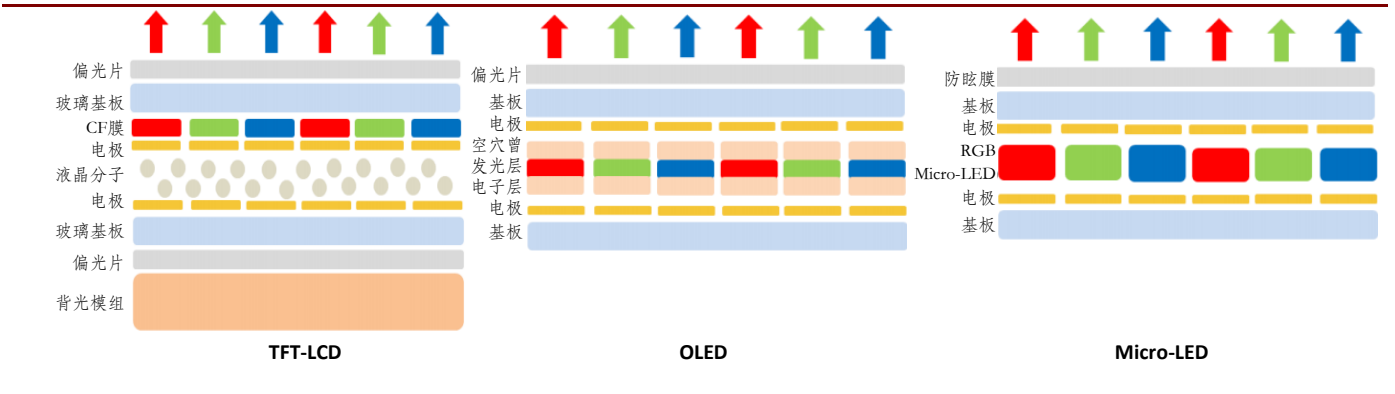 偏光片
玻璃基板
CF膜
电极
液晶分子
电极
玻璃基板
偏光片
背光模组
TFT-LCD
偏光片
基板
电极
空穴曾
发光层
电子层
电极
基板
OLED
防眩膜
基板
电极
RGB
Micro-LED
电极
基板
Micro-LED